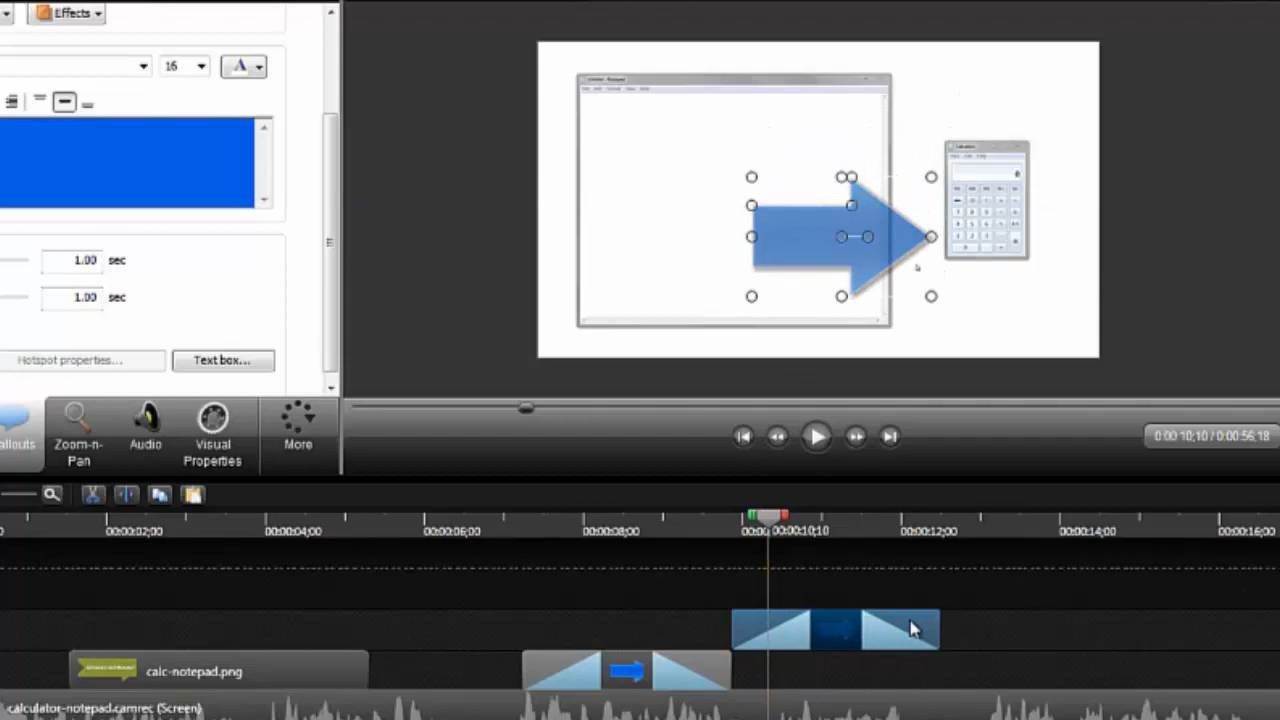 Effects
16
A
1.00 sec
1.00 sec
Hotspot properties...
Text box...
Calculator
0
allouts
Zoom-n-Pan
Audio
Visual Properties
More
0:00:10;10 / 0:00:56;18
00:00:02;00
00:00:04;00
00:00:06;00
00:00:08;00
00:00:10;10
00:00:12;00
00:00:14;00
00:00:16;00
calc-notepad.png
calculator-notepad.camrec (Screen)